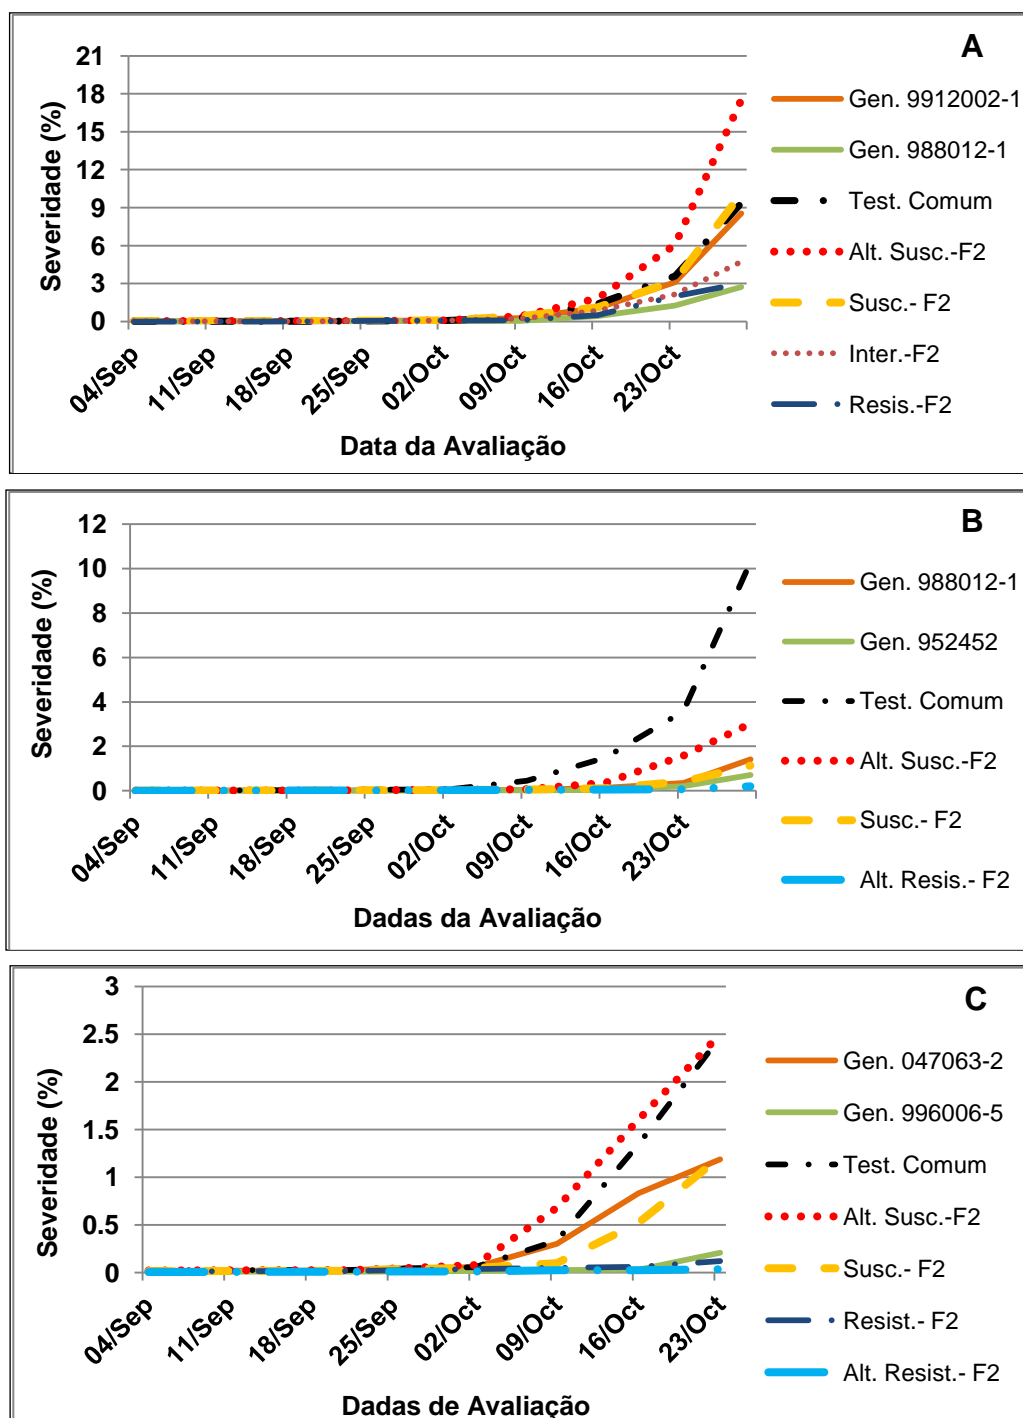 A
Severidade (%)
21
18
15
12
9
6
3
0
04/Sep
11/Sep
18/Sep
25/Sep
02/Oct
09/Oct
16/Oct
23/Oct
Data da Avaliação
Gen. 9912002-1
Gen. 988012-1
Test. Comum
Alt. Susc.-F2
Susc.- F2
Inter.-F2
Resis.-F2
B
Severidade (%)
12
10
8
6
4
2
0
04/Sep
11/Sep
18/Sep
25/Sep
02/Oct
09/Oct
16/Oct
23/Oct
Dadas da Avaliação
Gen. 988012-1
Gen. 952452
Test. Comum
Alt. Susc.-F2
Susc.- F2
Alt. Resis.- F2
C
Severidade (%)
3
2.5
2
1.5
1
0.5
0
04/Sep
11/Sep
18/Sep
25/Sep
02/Oct
09/Oct
16/Oct
23/Oct
Dadas de Avaliação
Gen. 047063-2
Gen. 996006-5
Test. Comum
Alt. Susc.-F2
Susc.- F2
Resist.- F2
Alt. Resist.- F2